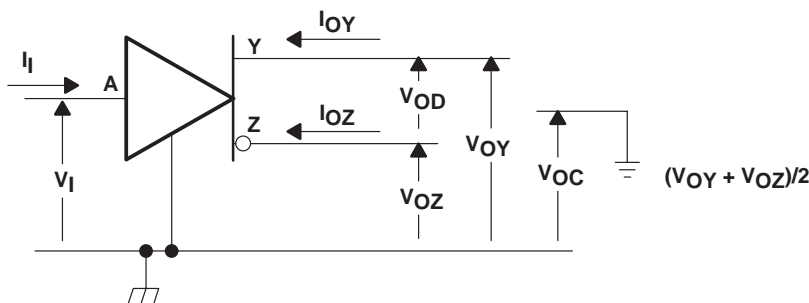 I_OY
Y
I_I
A
V_OD
Z
I_OZ
V_OY
V_I
V_OZ
V_OC
(V_OY + V_OZ)/2